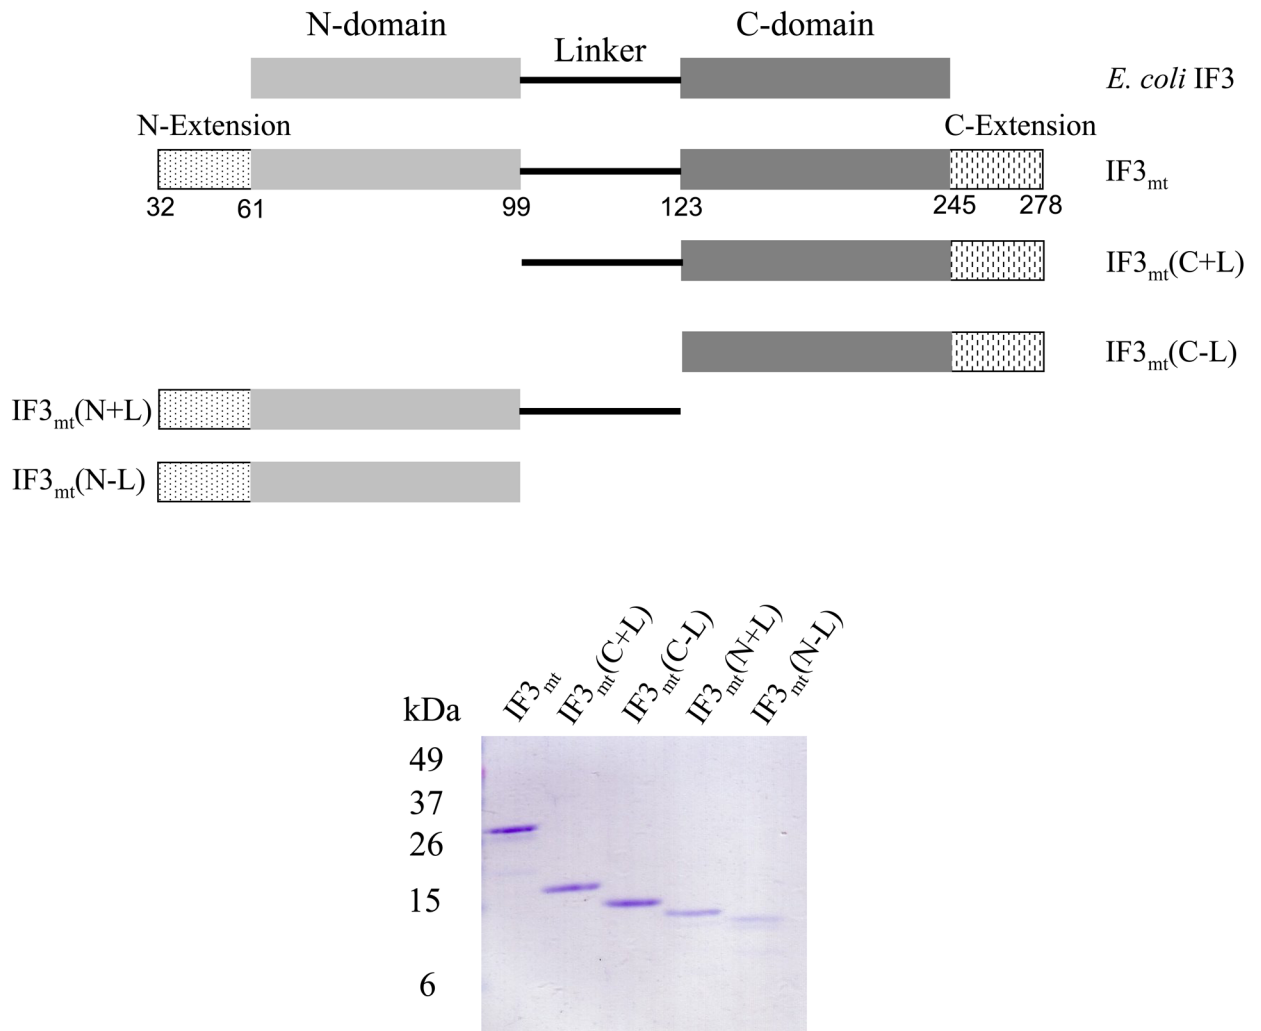 N-domain
Linker
C-domain
E. coli IF3
N-Extension
C-Extension
IF3mt
32 61 99 123 245 278
IF3mt(C+L)
IF3mt(C-L)
IF3mt(N+L)
IF3mt(N-L)
kDa
IF3mt
IF3mt(C+L)
IF3mt(C-L)
IF3mt(N+L)
IF3mt(N-L)
49
37
26
15
6